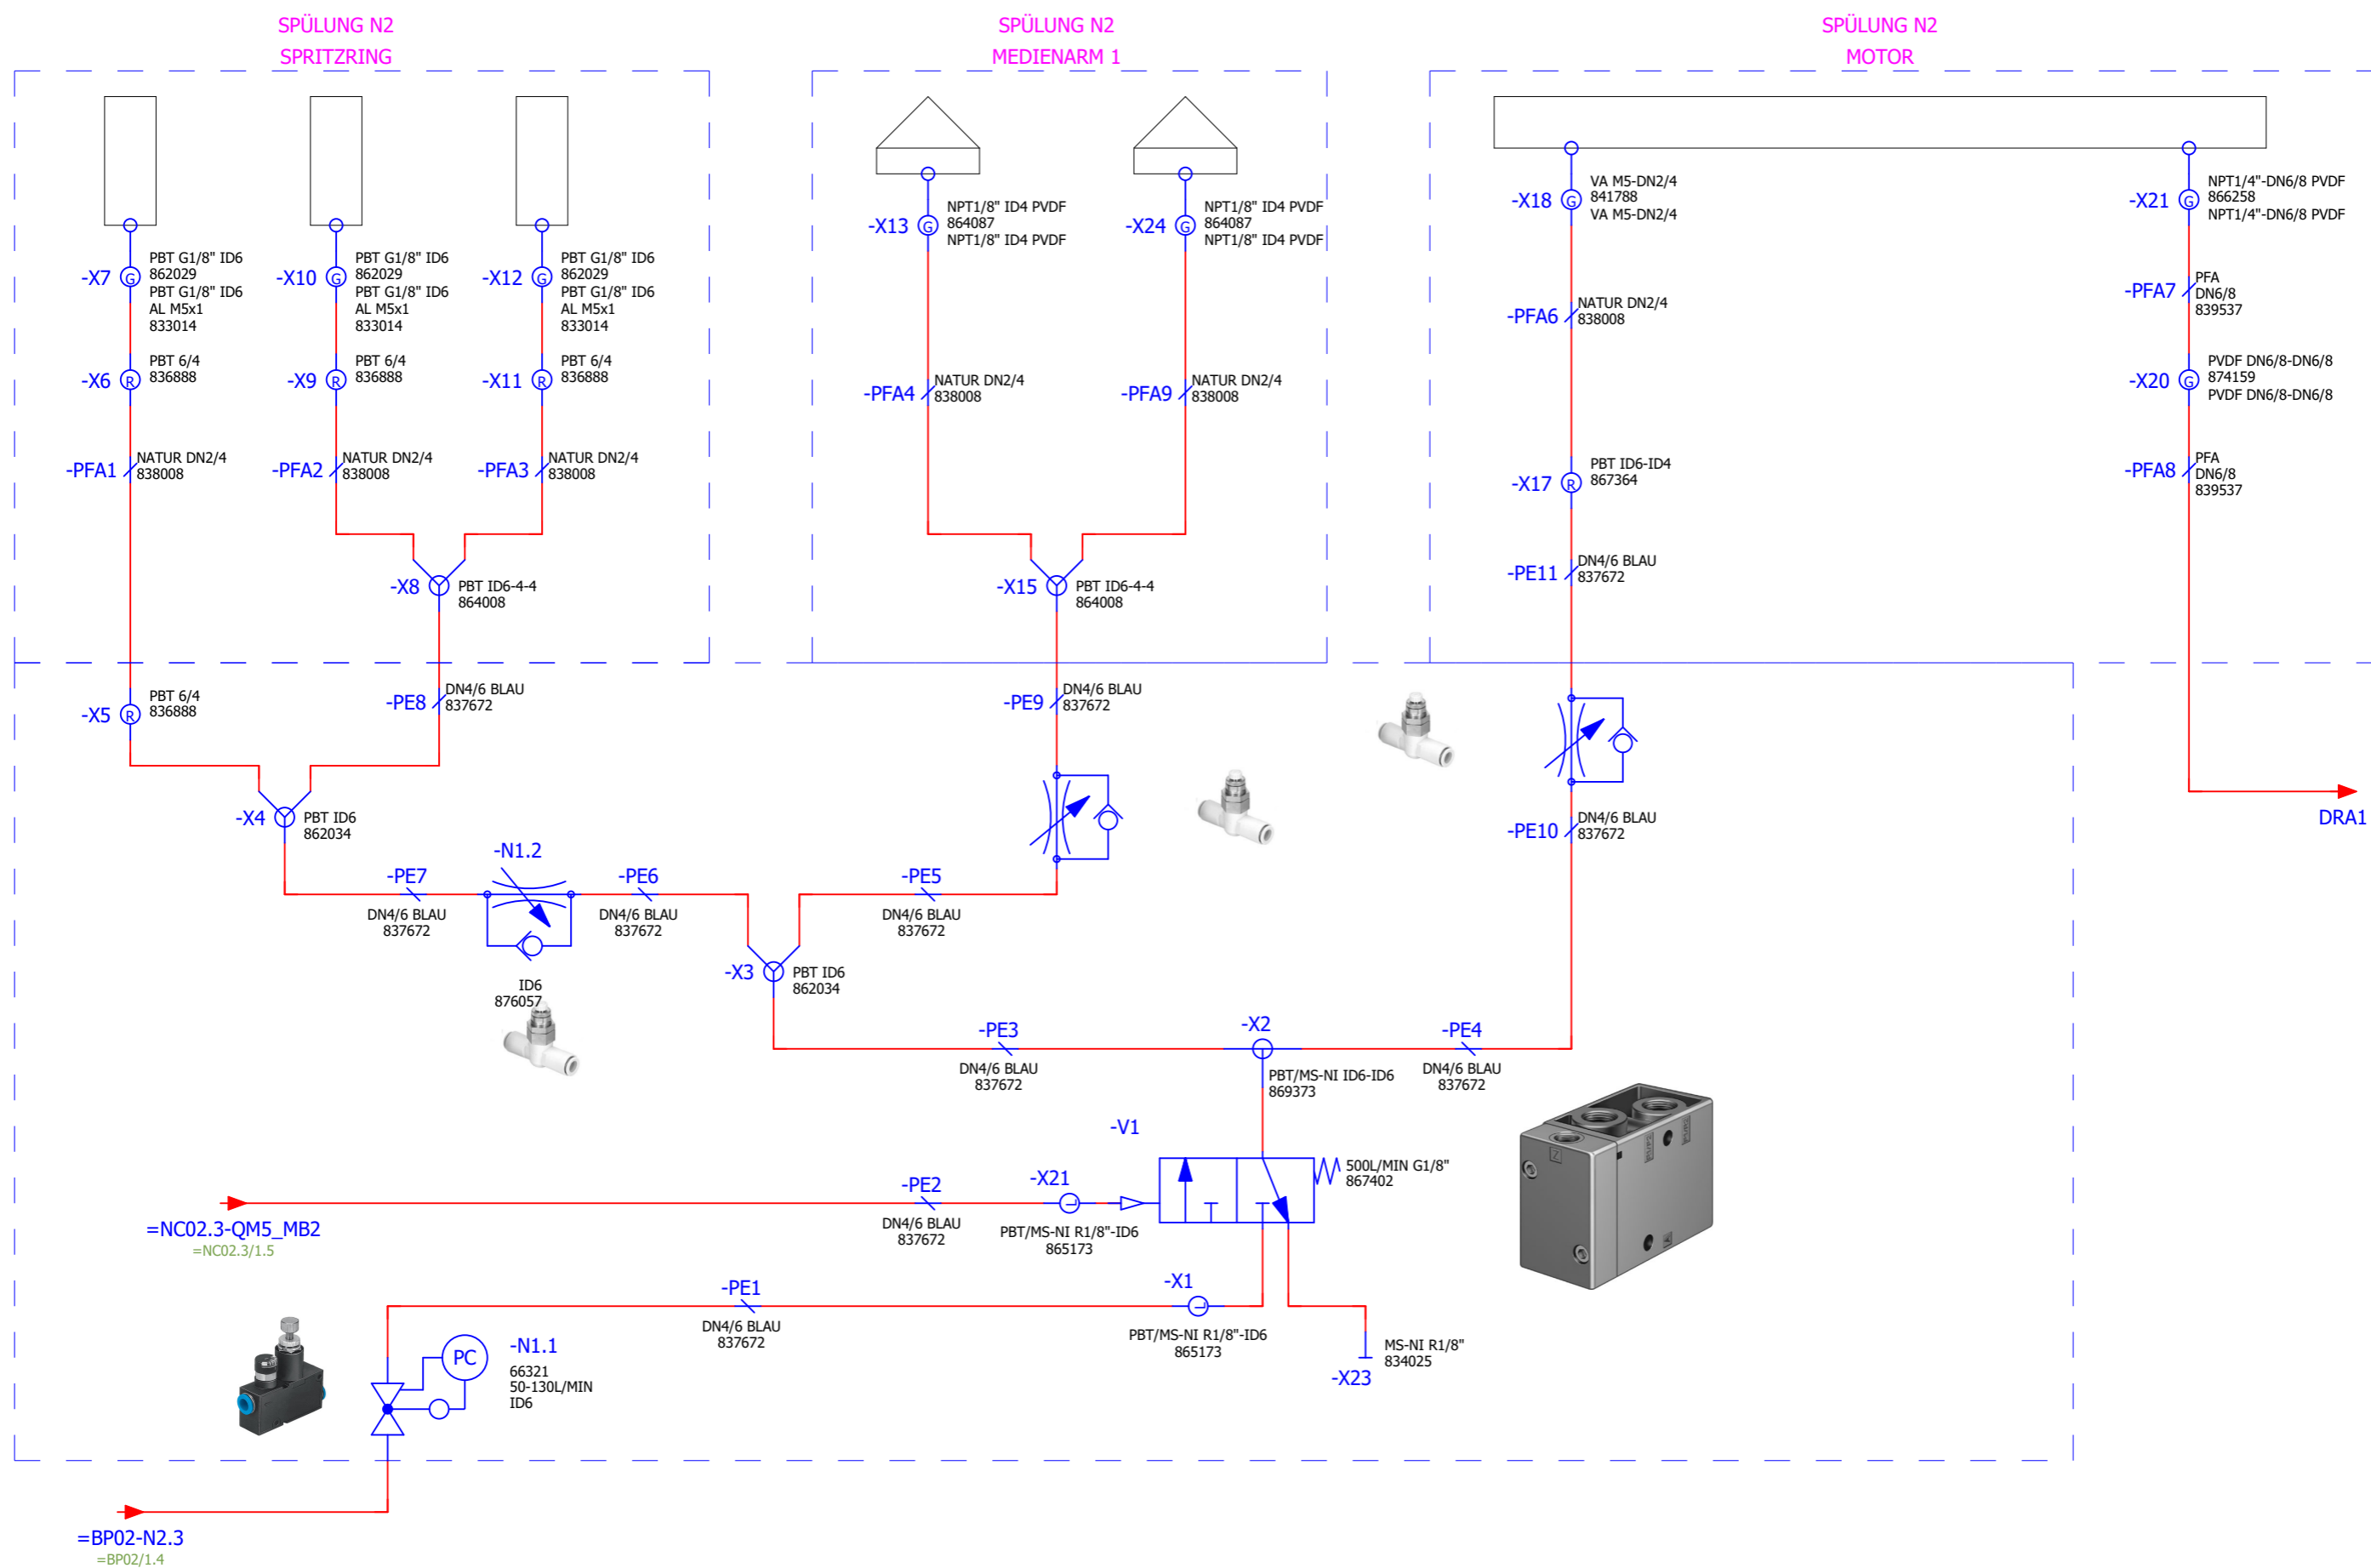 SPÜLUNG N2
SPRITZRING
SPÜLUNG N2
MEDIENARM 1
SPÜLUNG N2
MOTOR
-X7
G
PBT G1/8" ID6
862029
PBT G1/8" ID6
AL M5x1
833014
-X10
G
PBT G1/8" ID6
862029
PBT G1/8" ID6
AL M5x1
833014
-X12
G
PBT G1/8" ID6
862029
PBT G1/8" ID6
AL M5x1
833014
-X13
G
NPT1/8" ID4 PVDF
864087
NPT1/8" ID4 PVDF
-X24
G
NPT1/8" ID4 PVDF
864087
NPT1/8" ID4 PVDF
-X18
G
VA M5-DN2/4
841788
VA M5-DN2/4
-X21
G
NPT1/4"-DN6/8 PVDF
866258
NPT1/4"-DN6/8 PVDF
-PFA6
NATUR DN2/4
838008
-PFA7
PFA
DN6/8
839537
-X6
R
PBT 6/4
836888
-X9
R
PBT 6/4
836888
-X11
R
PBT 6/4
836888
-PFA4
NATUR DN2/4
838008
-PFA9
NATUR DN2/4
838008
-X20
G
PVDF DN6/8-DN6/8
874159
PVDF DN6/8-DN6/8
-PFA1
NATUR DN2/4
838008
-PFA2
NATUR DN2/4
838008
-PFA3
NATUR DN2/4
838008
-X17
R
PBT ID6-ID4
867364
-PFA8
PFA
DN6/8
839537
-X8
PBT ID6-4-4
864008
-X15
PBT ID6-4-4
864008
-PE11
DN4/6 BLAU
837672
-X5
R
PBT 6/4
836888
-PE8
DN4/6 BLAU
837672
-PE9
DN4/6 BLAU
837672
-X4
PBT ID6
862034
-PE10
DN4/6 BLAU
837672
DRA1
-N1.2
-PE7
DN4/6 BLAU
837672
-PE6
DN4/6 BLAU
837672
-PE5
DN4/6 BLAU
837672
ID6
876057
-X3
PBT ID6
862034
-PE3
DN4/6 BLAU
837672
-X2
PBT/MS-NI ID6-ID6
869373
-PE4
DN4/6 BLAU
837672
-V1
500L/MIN G1/8"
867402
=NC02.3-QM5_MB2
=NC02.3/1.5
-PE2
DN4/6 BLAU
837672
-X21
L
PBT/MS-NI R1/8"-ID6
865173
-PE1
DN4/6 BLAU
837672
-X1
L
PBT/MS-NI R1/8"-ID6
865173
MS-NI R1/8"
834025
-X23
PC
-N1.1
66321
50-130L/MIN
ID6
=BP02-N2.3
=BP02/1.4